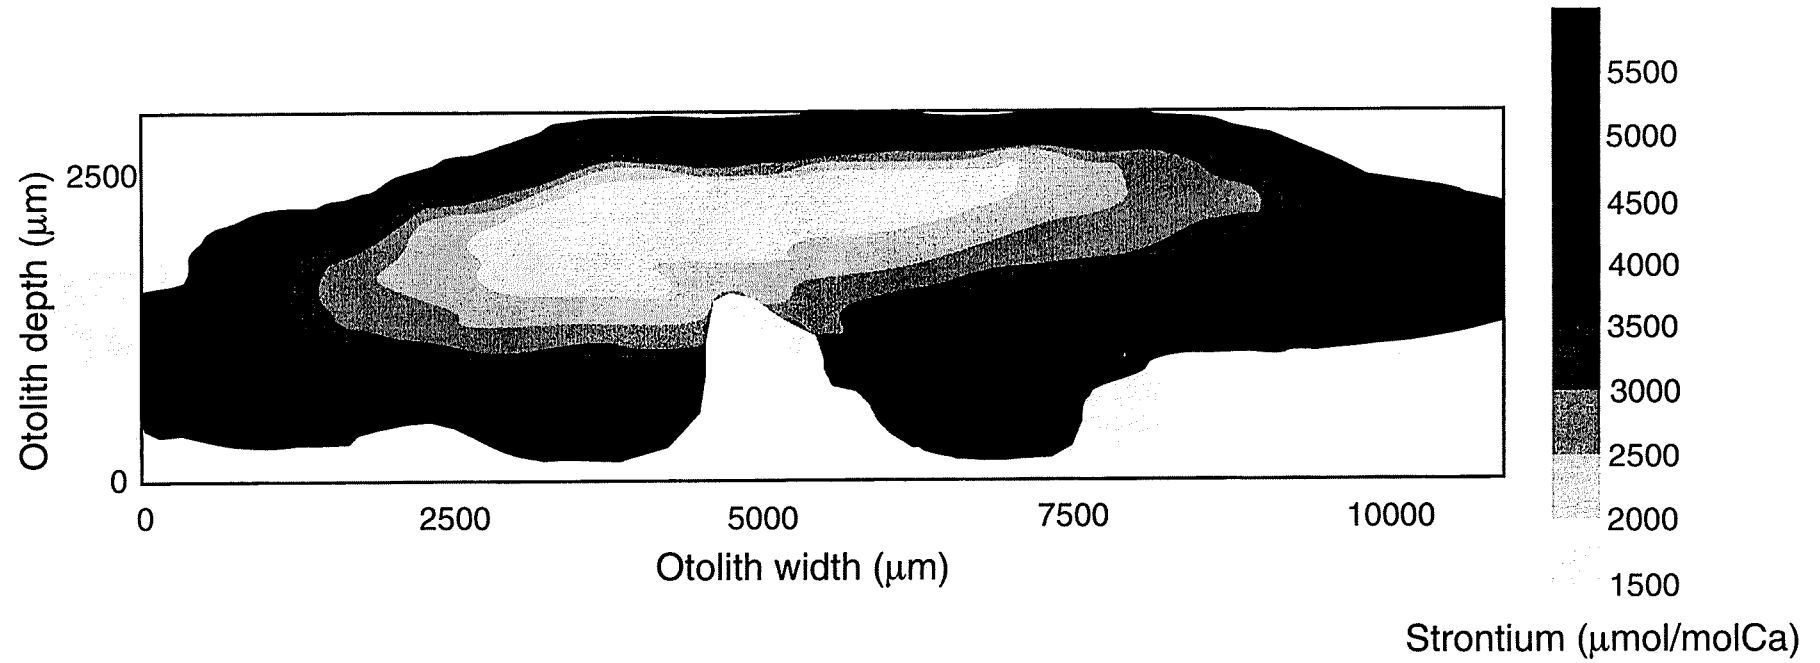 5500
5000
4500
4000
3500
3000
2500
2000
1500
Strontium (μmol/molCa)
Otolith depth (μm)
2500
0
0 2500 5000 7500 10000
Otolith width (μm)